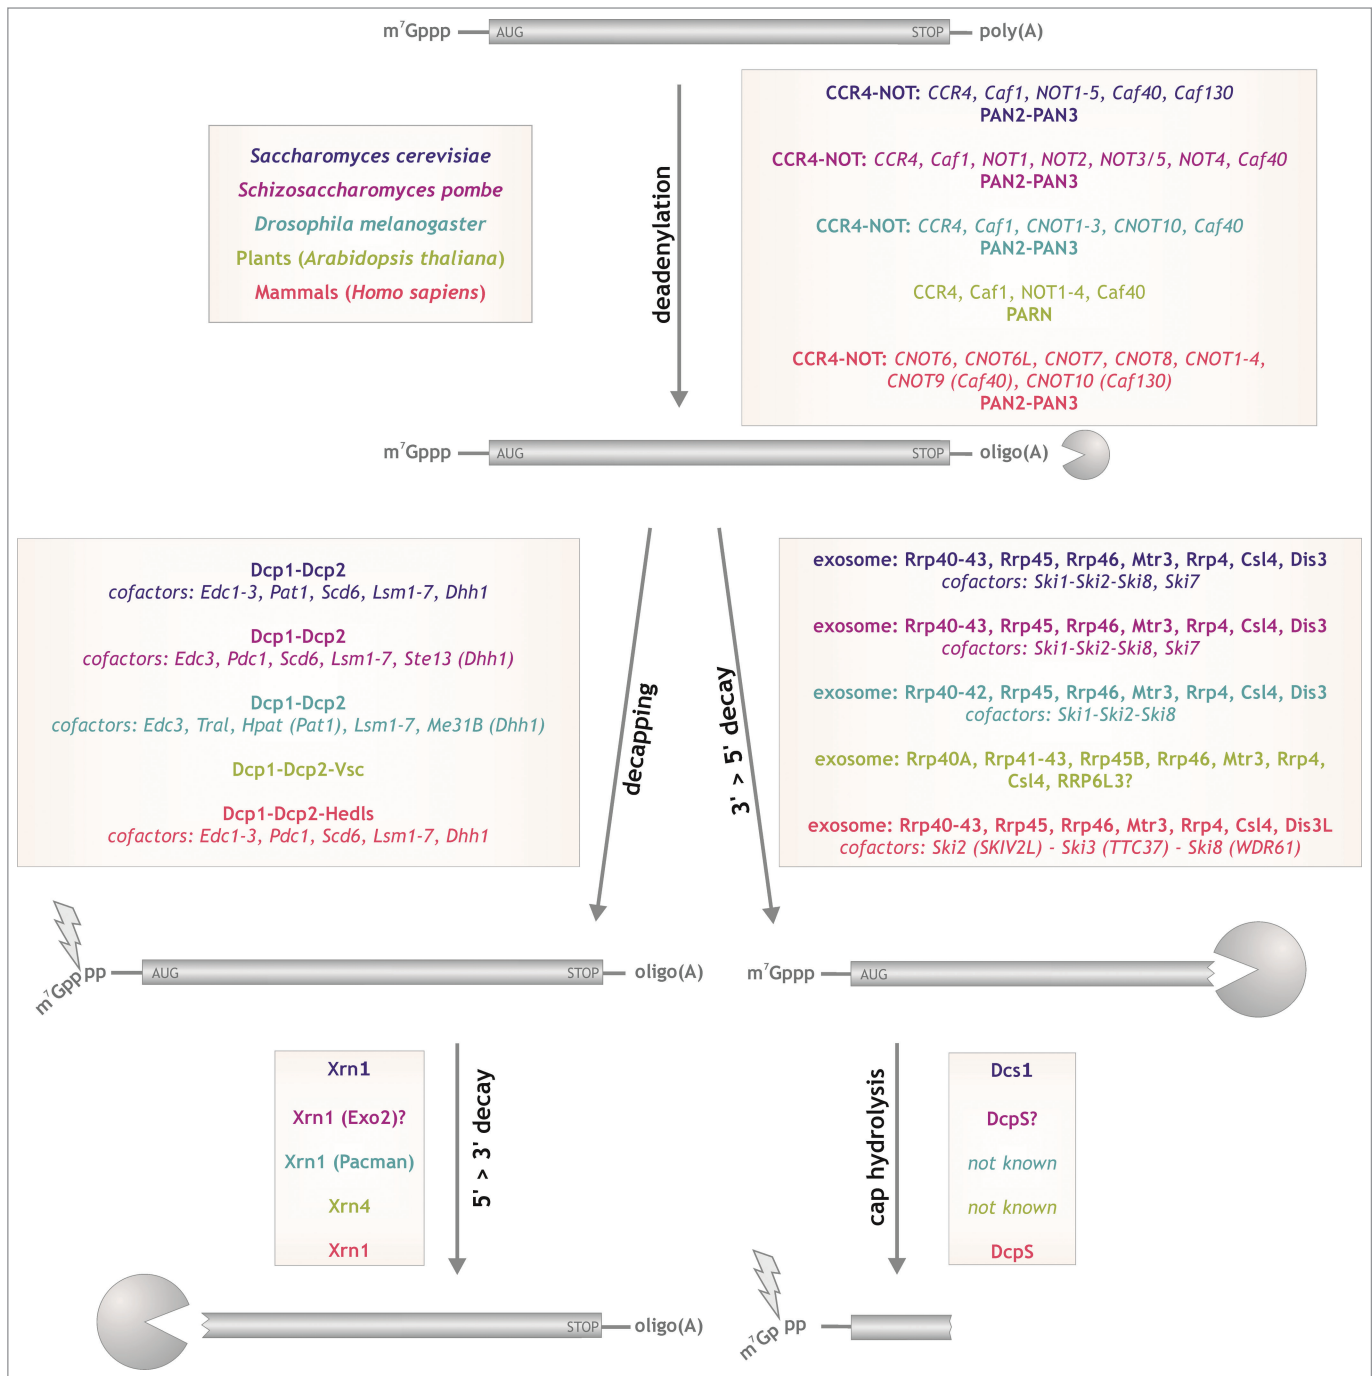 m⁷Gppp AUG STOP poly(A)
CCR4-NOT: CCR4, Caf1, NOT1-5, Caf40, Caf130
PAN2-PAN3
CCR4-NOT: CCR4, Caf1, NOT1, NOT2, NOT3/5, NOT4, Caf40
PAN2-PAN3
CCR4-NOT: CCR4, Caf1, CNOT1-3, CNOT10, Caf40
PAN2-PAN3
CCR4, Caf1, NOT1-4, Caf40
PARN
CCR4-NOT: CNOT6, CNOT6L, CNOT7, CNOT8, CNOT1-4,
CNOT9 (Caf40), CNOT10 (Caf130)
PAN2-PAN3
Saccharomyces cerevisiae
Schizosaccharomyces pombe
Drosophila melanogaster
Plants (Arabidopsis thaliana)
Mammals (Homo sapiens)
deadenylation
m⁷Gppp AUG STOP oligo(A)
Dcp1-Dcp2
cofactors: Edc1-3, Pat1, Scd6, Lsm1-7, Dhh1
Dcp1-Dcp2
cofactors: Edc3, Pdc1, Scd6, Lsm1-7, Ste13 (Dhh1)
Dcp1-Dcp2
cofactors: Edc3, Tral, Hpat (Pat1), Lsm1-7, Me31B (Dhh1)
Dcp1-Dcp2-Vsc
Dcp1-Dcp2-Hedls
cofactors: Edc1-3, Pdc1, Scd6, Lsm1-7, Dhh1
decapping
3' > 5' decay
exosome: Rrp40-43, Rrp45, Rrp46, Mtr3, Rrp4, Csl4, Dis3
cofactors: Ski1-Ski2-Ski8, Ski7
exosome: Rrp40-43, Rrp45, Rrp46, Mtr3, Rrp4, Csl4, Dis3
cofactors: Ski1-Ski2-Ski8, Ski7
exosome: Rrp40-42, Rrp45, Rrp46, Mtr3, Rrp4, Csl4, Dis3
cofactors: Ski1-Ski2-Ski8
exosome: Rrp40A, Rrp41-43, Rrp45B, Rrp46, Mtr3, Rrp4,
Csl4, RRP6L3?
exosome: Rrp40-43, Rrp45, Rrp46, Mtr3, Rrp4, Csl4, Dis3L
cofactors: Ski2 (SKIV2L) - Ski3 (TTC37) - Ski8 (WDR61)
m⁷Gpp pp AUG STOP oligo(A)
m⁷Gppp AUG
Xrn1
Xrn1 (Exo2)?
Xrn1 (Pacman)
Xrn4
Xrn1
5' > 3' decay
cap hydrolysis
Dcs1
DcpS?
not known
not known
DcpS
STOP oligo(A)
m⁷Gp pp